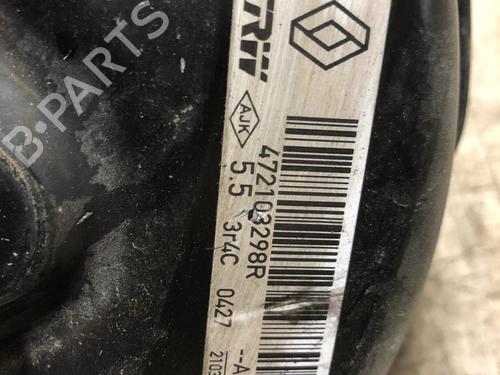 TRW
AJK
472103298R
5.5 3r4C 0427
--A
2103
B-PARTS